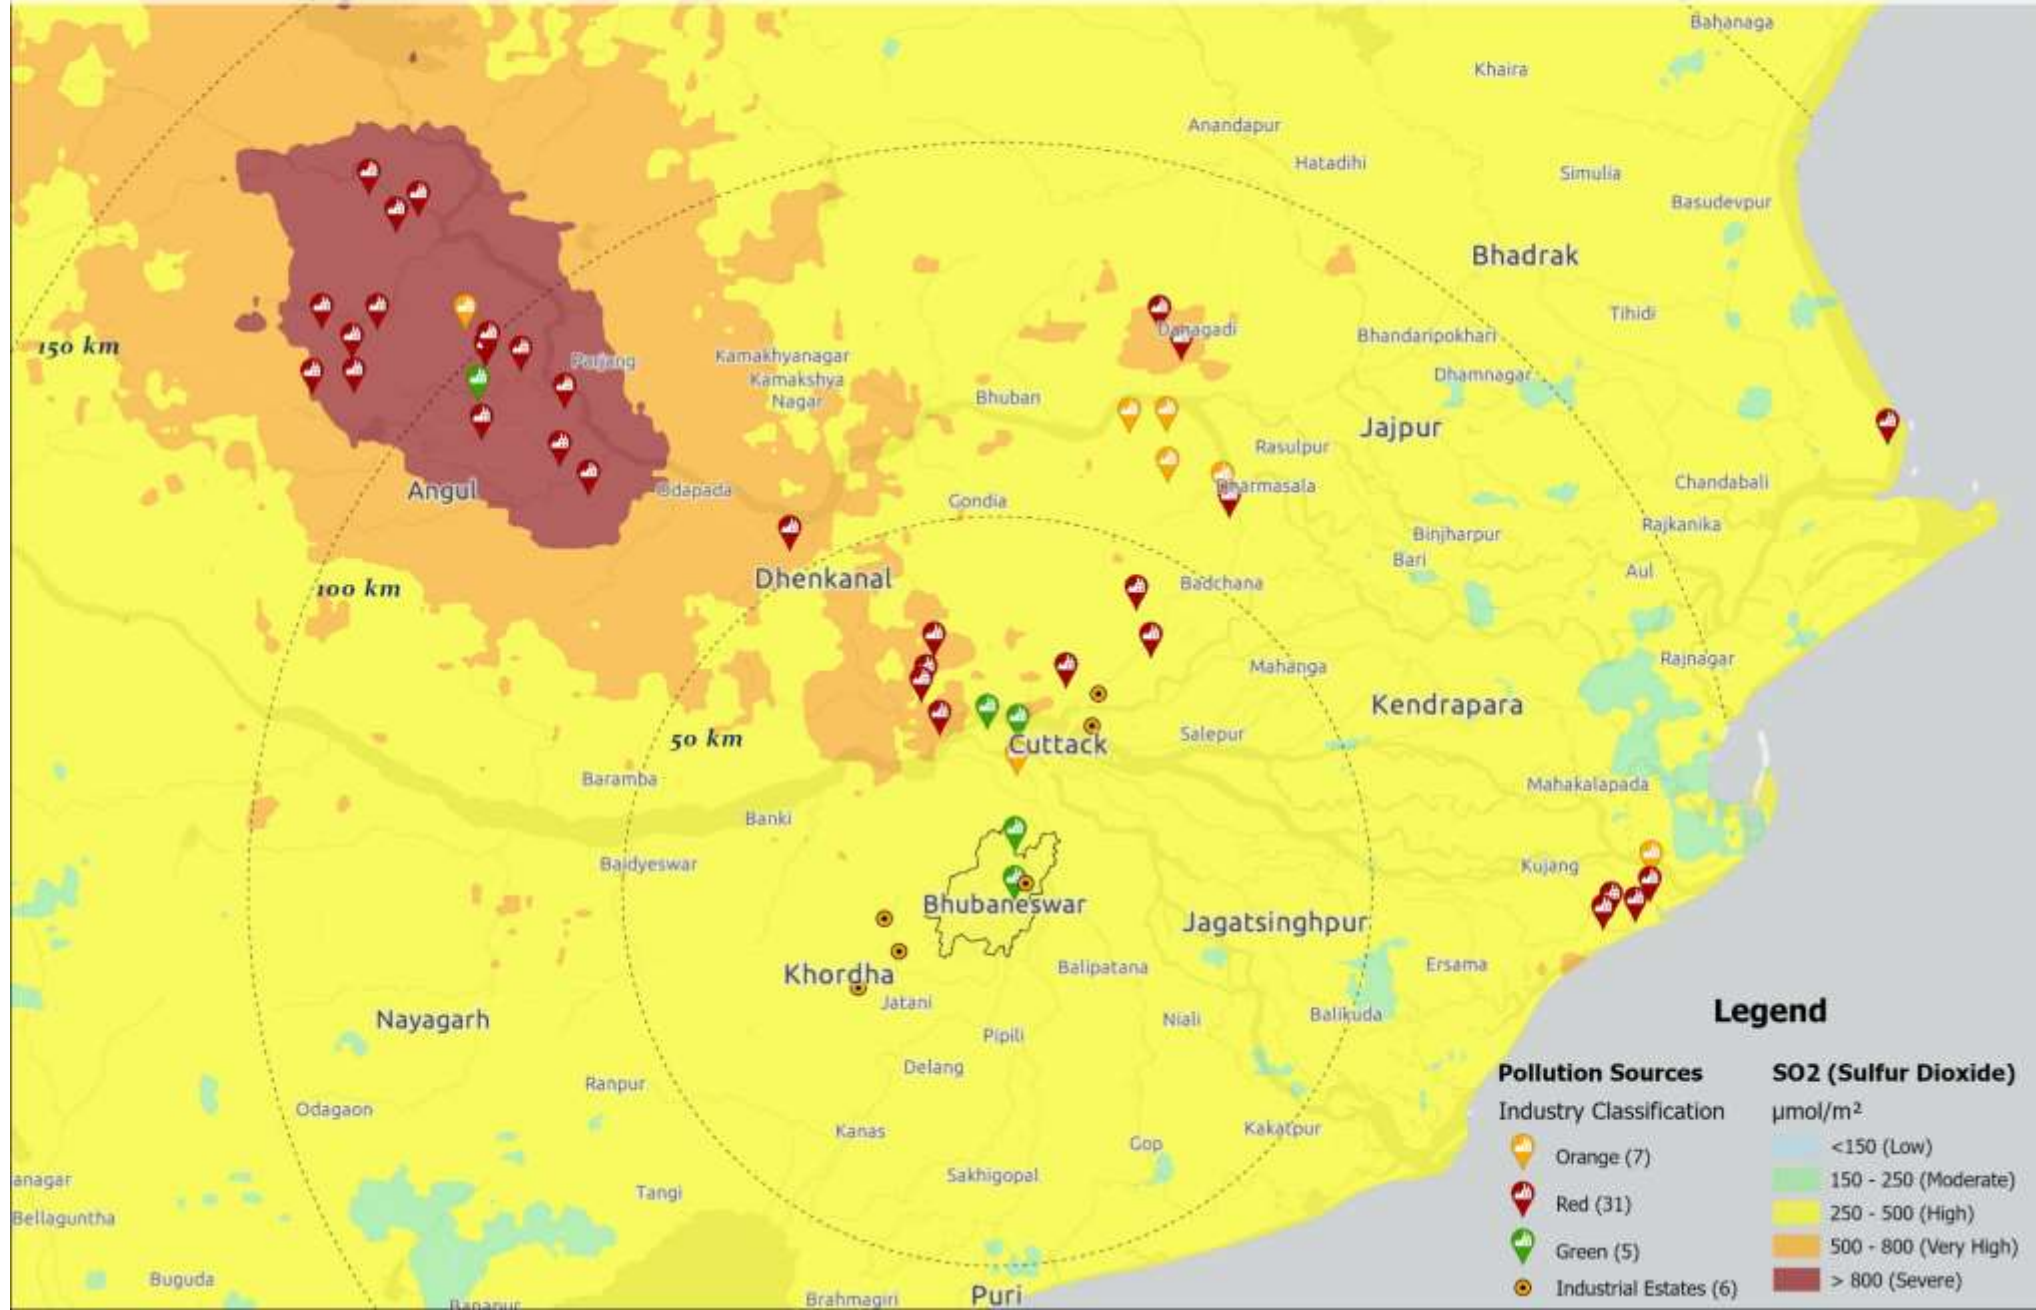 Bahanaga
Khaira
Anandapur
Hatadihi
Simulia
Basudevpur
Bhadrak
Tihidi
Danagadi
Bhandaripokhari
150 km
Parjang
Kamakhyanagar
Kamakshya
Nagar
Dhamnagar
Bhuban
Jajpur
Rasulpur
Angul
Odapada
Gondia
Dharmasala
Chandabali
Rajkanika
Binjharpur
Bari
Aul
100 km
Dhenkanal
Badchana
Mahanga
Rajnagar
Kendrapara
50 km
Salepur
Cuttack
Baramba
Mahakalapada
Banki
Baidyeswar
Kujang
Bhubaneswar
Jagatsinghpur
Khordha
Balipatana
Ersama
Jatani
Nayagarh
Pipili
Niali
Balikuda
Delang
Ranpur
Odagaon
Kanas
Gop
Kakatpur
Sakhigopal
anagar
Tangi
Bellaguntha
Buguda
Banapur
Brahmagiri
Puri
Legend
Pollution Sources
Industry Classification
Orange (7)
Red (31)
Green (5)
Industrial Estates (6)
SO2 (Sulfur Dioxide)
µmol/m²
<150 (Low)
150 - 250 (Moderate)
250 - 500 (High)
500 - 800 (Very High)
> 800 (Severe)